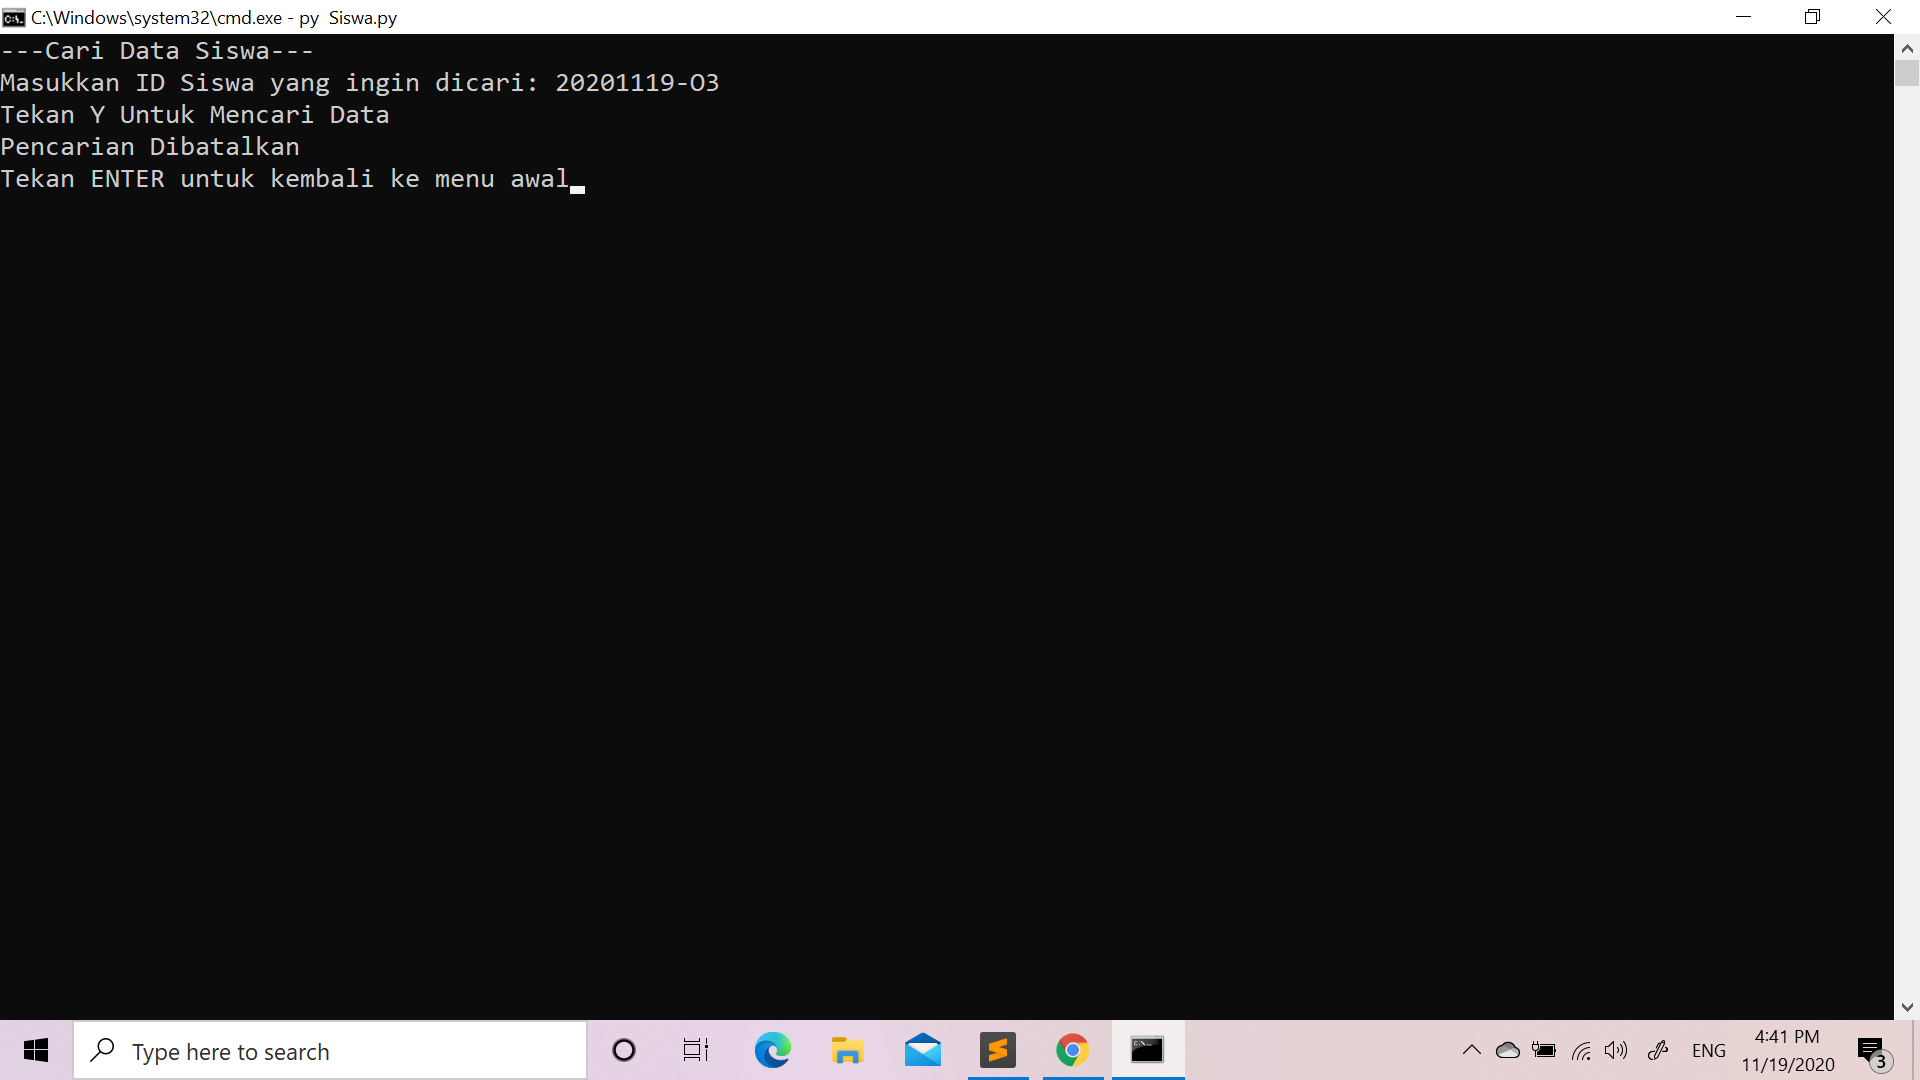 C:\Windows\system32\cmd.exe - py  Siswa.py
---Cari Data Siswa---
Masukkan ID Siswa yang ingin dicari: 20201119-O3
Tekan Y Untuk Mencari Data
Pencarian Dibatalkan
Tekan ENTER untuk kembali ke menu awal
Type here to search
ENG
4:41 PM
11/19/2020
3